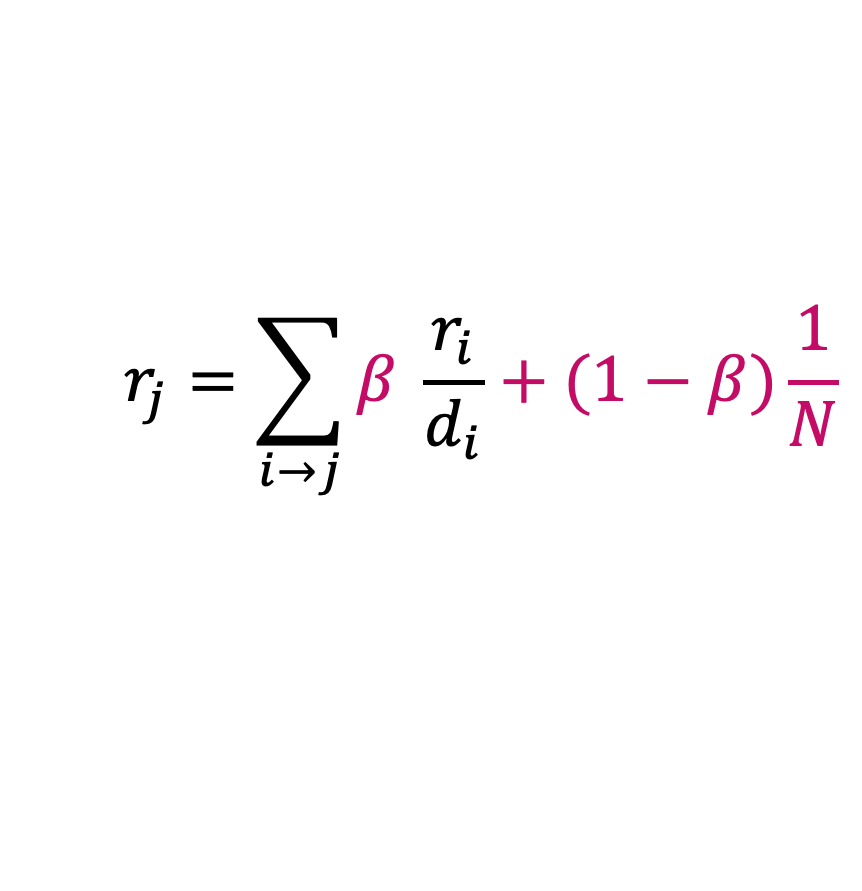 r_j = ∑_{i→j} β r_i/d_i + (1 − β) 1/N